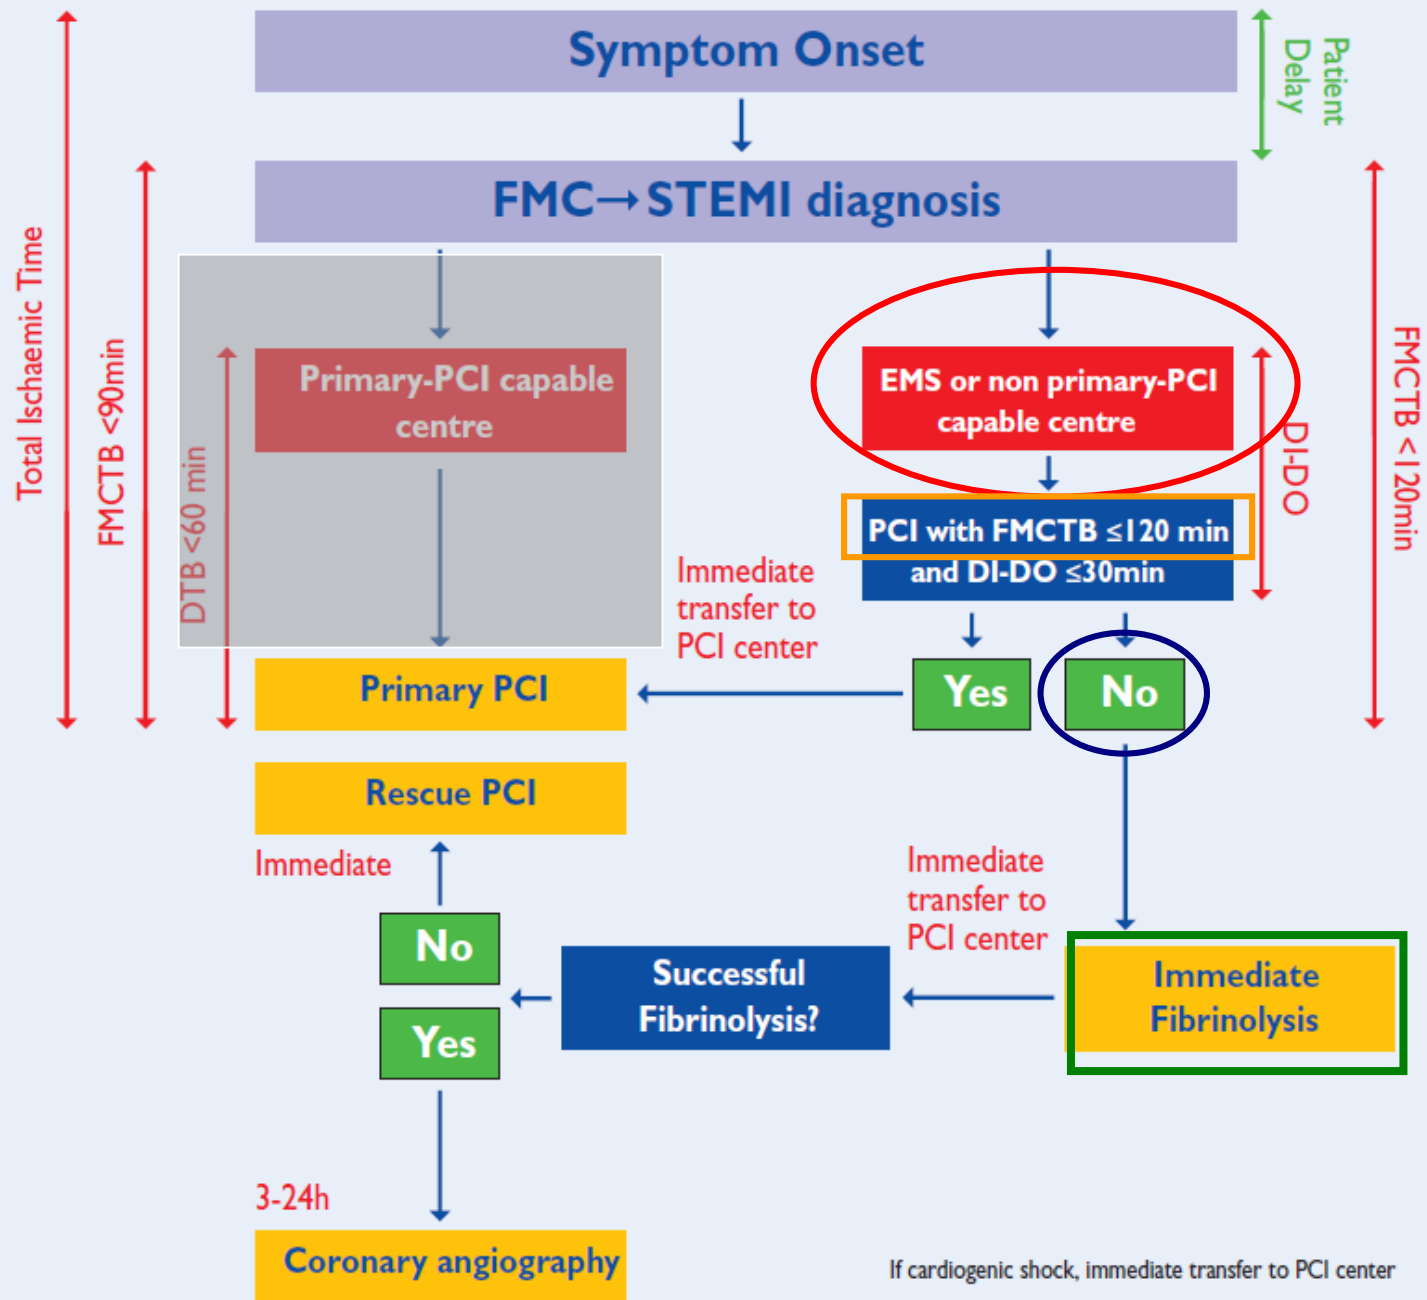 Symptom Onset
Patient
Delay
FMC→STEMI diagnosis
Total Ischaemic Time
FMCTB <90min
DTB <60 min
Primary-PCI capable
centre
EMS or non primary-PCI
capable centre
DI-DO
FMCTB <120min
PCI with FMCTB ≤120 min
and DI-DO ≤30min
Immediate
transfer to
PCI center
Yes
No
Primary PCI
Rescue PCI
Immediate
No
Yes
Successful
Fibrinolysis?
Immediate
transfer to
PCI center
Immediate
Fibrinolysis
3-24h
Coronary angiography
If cardiogenic shock, immediate transfer to PCI center